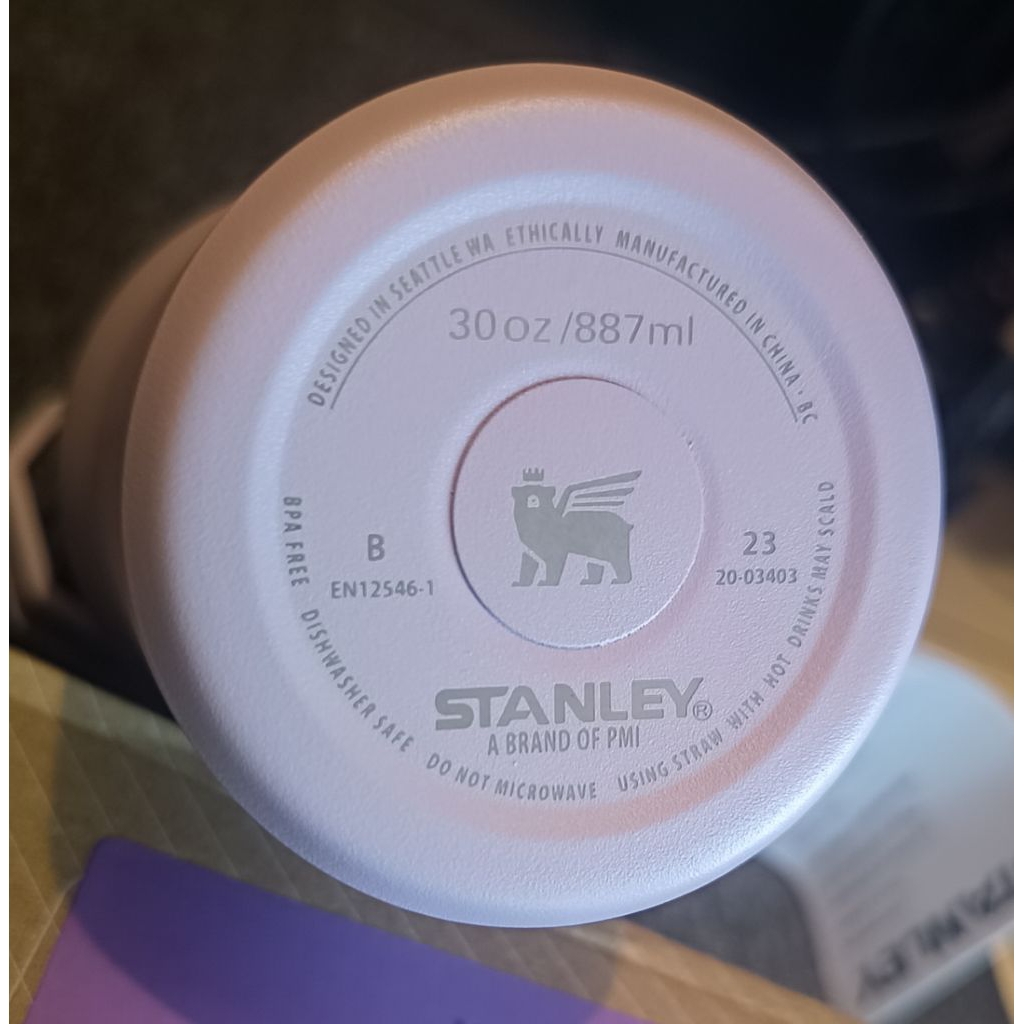 DESIGNED IN SEATTLE WA ETHICALLY MANUFACTURED IN CHINA · BC
30 oz /887ml
B
EN12546-1
23
20-03403
STANLEY®
A BRAND OF PMI
BPA FREE DISHWASHER SAFE DO NOT MICROWAVE USING STRAW WITH HOT DRINKS MAY SCALD
STANLEY